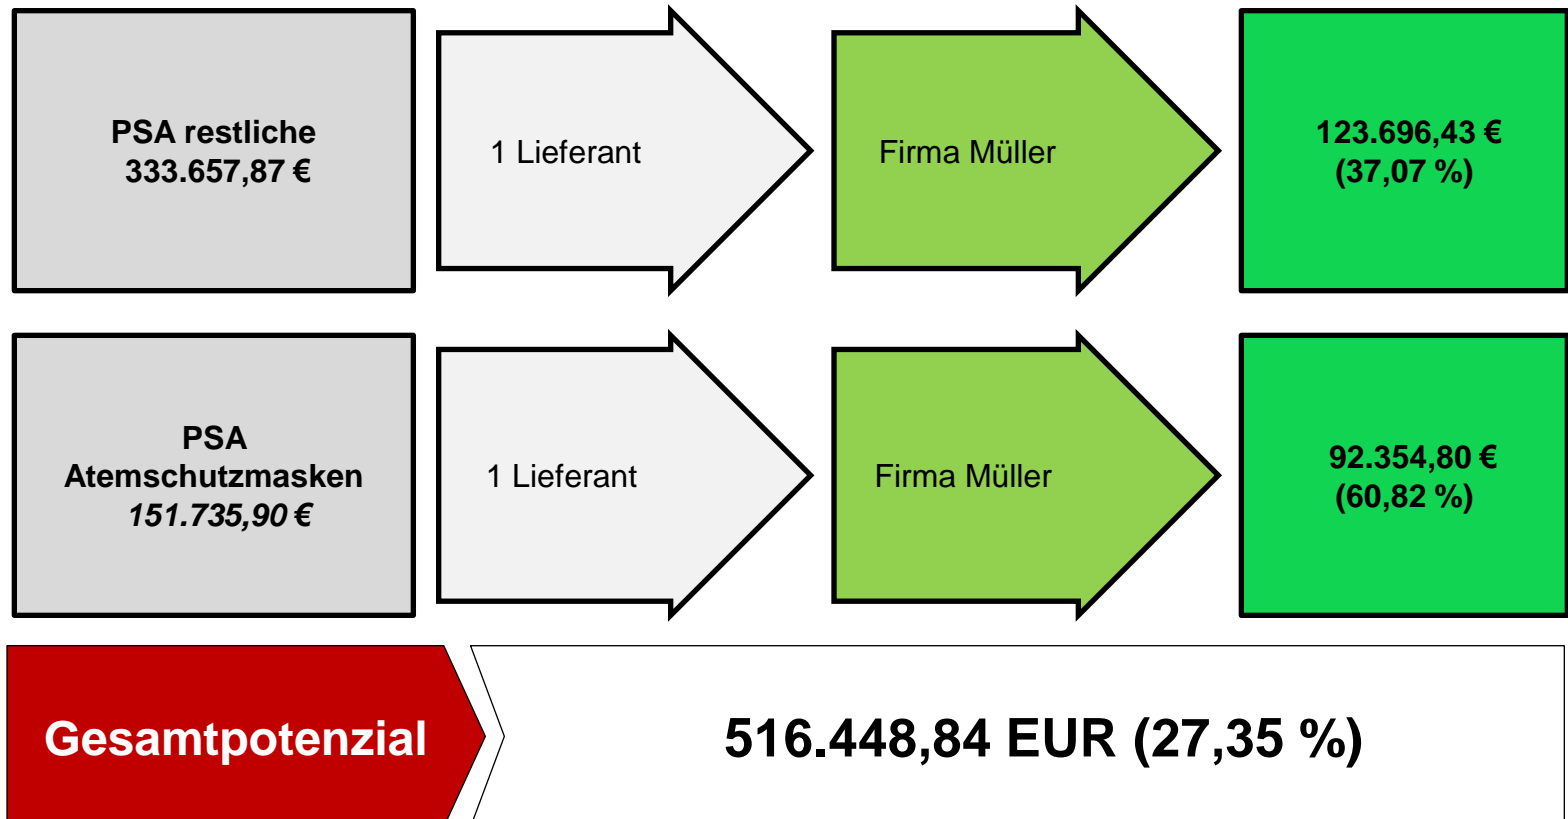 PSA restliche
333.657,87 €
1 Lieferant
Firma Müller
123.696,43 €
(37,07 %)
PSA
Atemschutzmasken
151.735,90 €
1 Lieferant
Firma Müller
92.354,80 €
(60,82 %)
Gesamtpotenzial
516.448,84 EUR (27,35 %)